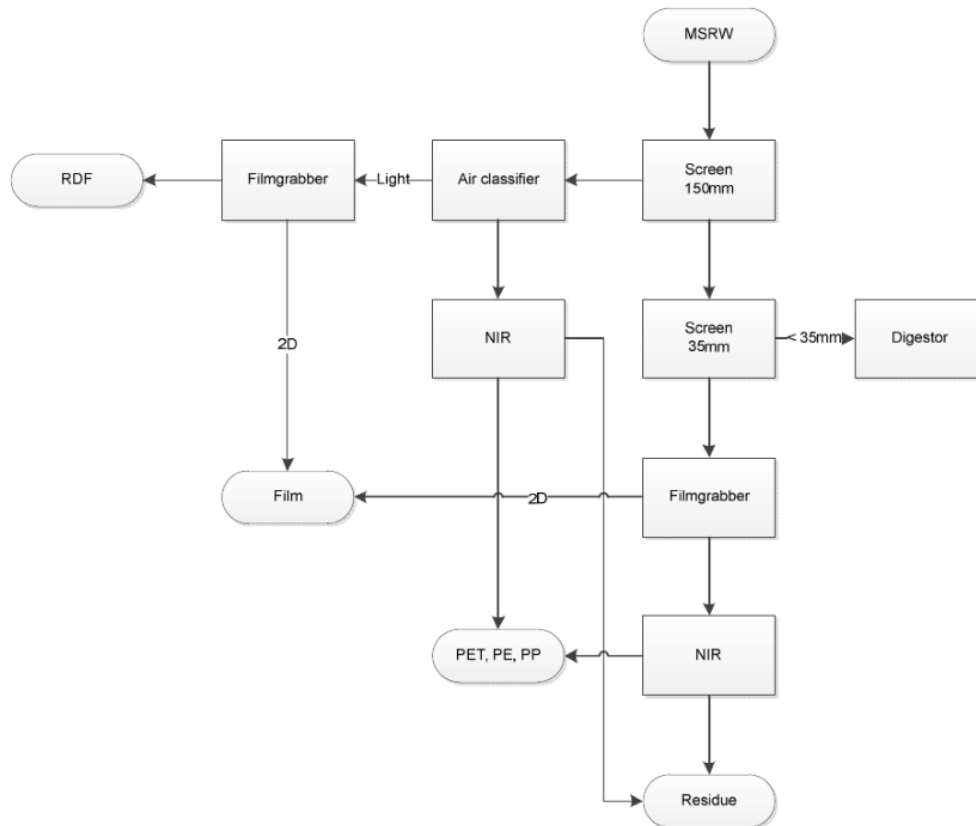 MSRW
RDF
Filmgrabber
Light
Air classifier
Screen
150mm
2D
NIR
Screen
35mm
< 35mm
Digestor
Film
2D
Filmgrabber
PET, PE, PP
NIR
Residue